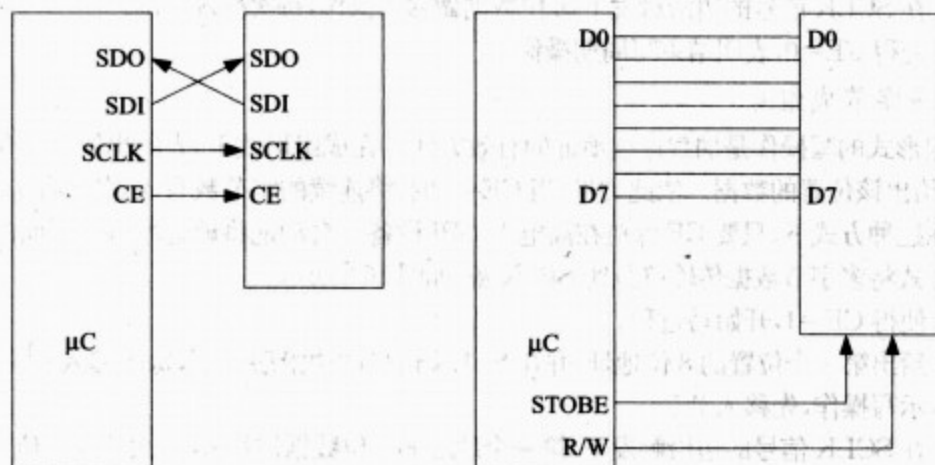 SDO
SDI
SCLK
CE
μC
SDO
SDI
SCLK
CE
D0
D7
μC
STOBE
R/W
D0
D7